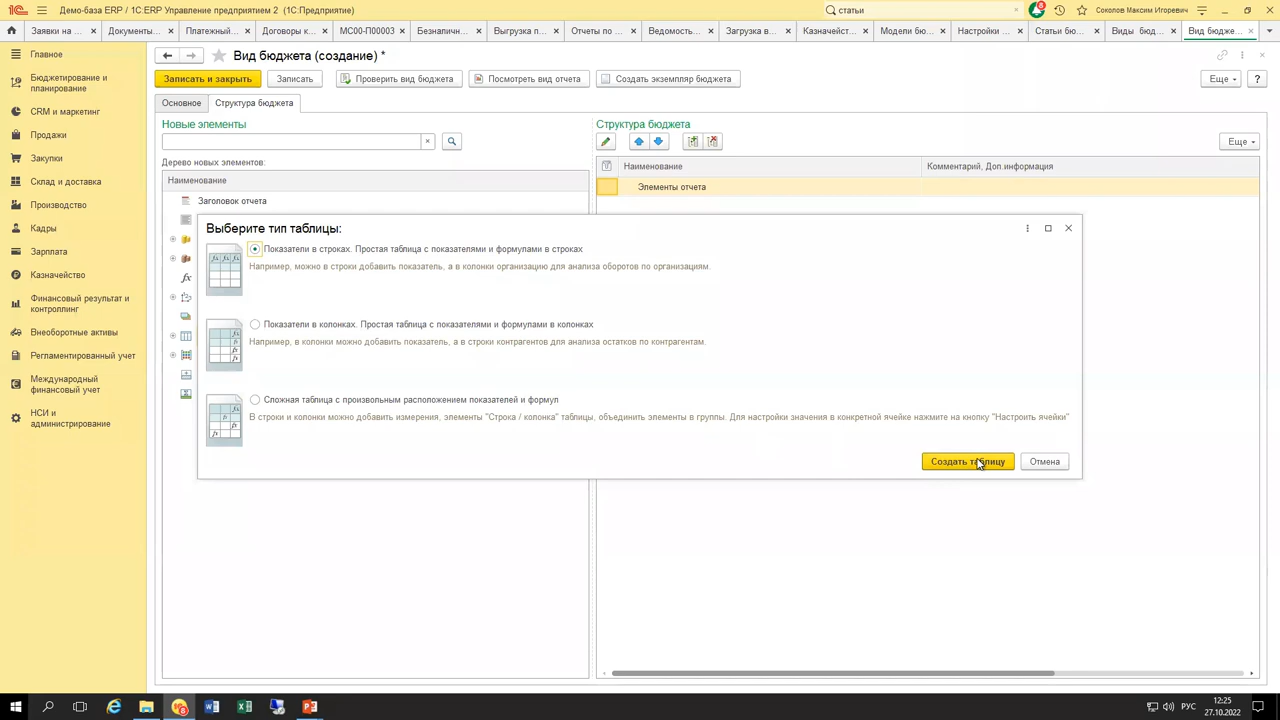 Демо-база ERP / 1С:ERP Управление предприятием 2 (1С:Предприятие)
статьи
8
Соколов Максим Игоревич
Заявки на ...
Документы...
Платежный...
Договоры к...
МС00-П00003
Безналичн...
Выгрузка п...
Отчеты по ...
Ведомость...
Загрузка в...
Казначейст...
Модели бю...
Настройки ...
Статьи бю...
Виды бюд...
Вид бюдже...
Главное
Бюджетирование и
планирование
CRM и маркетинг
Продажи
Закупки
Склад и доставка
Производство
Кадры
Зарплата
Казначейство
Финансовый результат и
контроллинг
Внеоборотные активы
Регламентированный учет
Международный
финансовый учет
НСИ и
администрирование
Вид бюджета (создание) *
Записать и закрыть
Записать
Проверить вид бюджета
Посмотреть вид отчета
Создать экземпляр бюджета
Еще
?
Основное
Структура бюджета
Новые элементы
Дерево новых элементов:
Наименование
Заголовок отчета
Структура бюджета
Еще
Наименование
Комментарий, Доп.информация
Элементы отчета
Выберите тип таблицы:
Показатели в строках. Простая таблица с показателями и формулами в строках
Например, можно в строки добавить показатель, а в колонки организацию для анализа оборотов по организациям.
Показатели в колонках. Простая таблица с показателями и формулами в колонках
Например, в колонки можно добавить показатель, а в строки контрагентов для анализа остатков по контрагентам.
Сложная таблица с произвольным расположением показателей и формул
В строки и колонки можно добавить измерения, элементы "Строка / колонка" таблицы, объединить элементы в группы. Для настройки значения в конкретной ячейке нажмите на кнопку "Настроить ячейки"
Создать таблицу
Отмена
РУС
12:25
27.10.2022